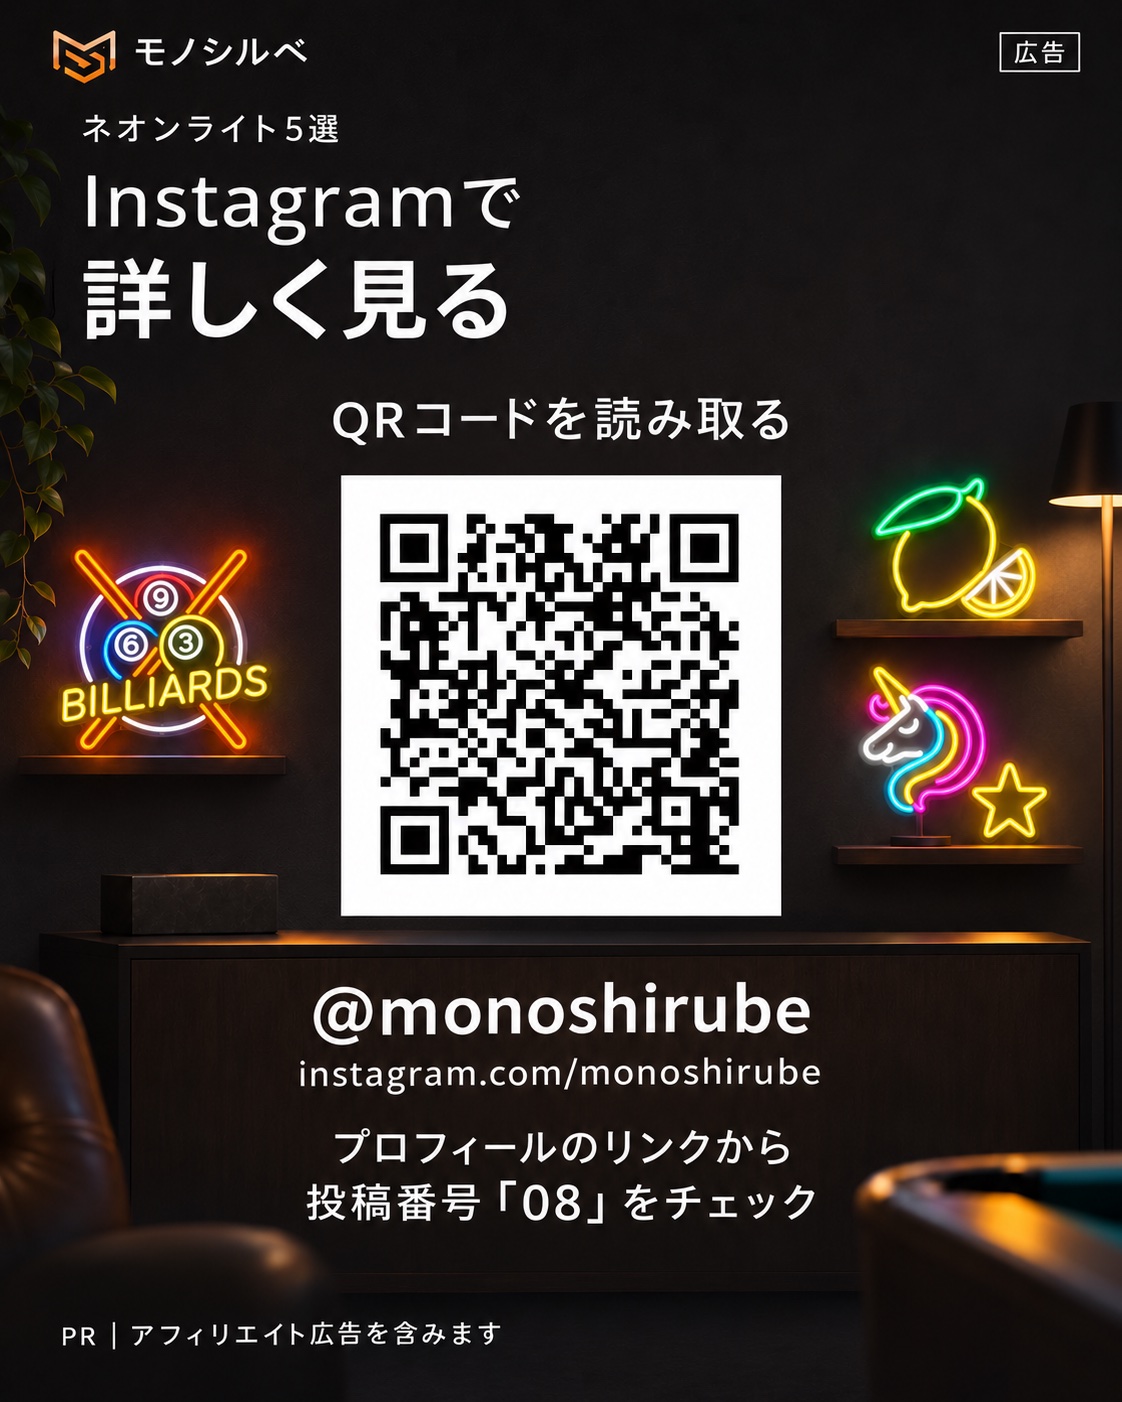 モノシルベ
広告
ネオンライト5選
Instagramで
詳しく見る
QRコードを読み取る
9
6 3
BILLIARDS
@monoshirube
instagram.com/monoshirube
プロフィールのリンクから
投稿番号「08」をチェック
PR | アフィリエイト広告を含みます